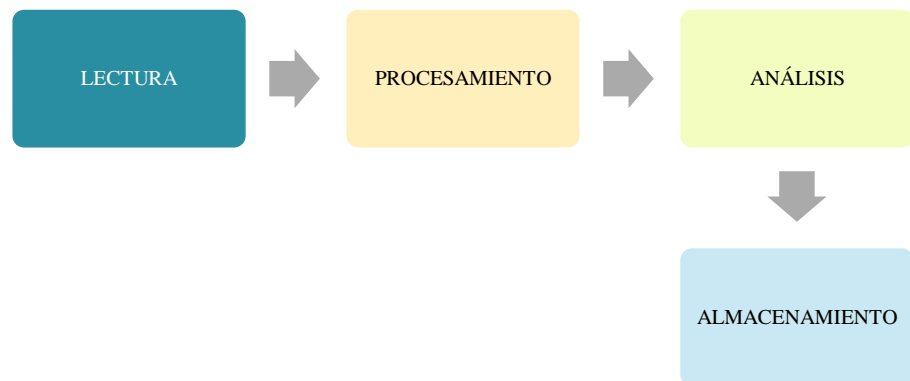 LECTURA
PROCESAMIENTO
ANÁLISIS
ALMACENAMIENTO